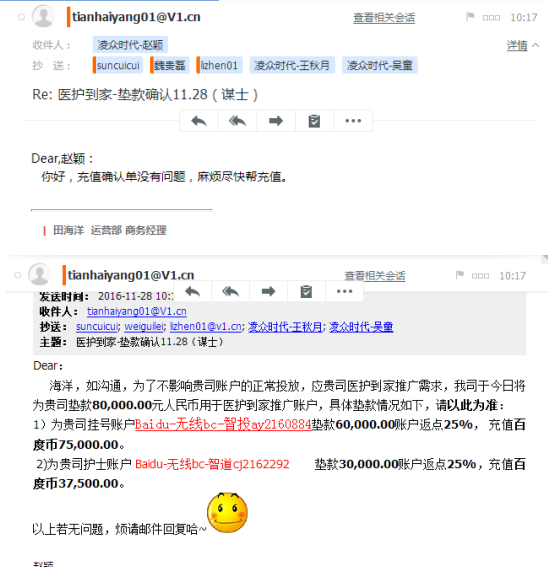 tianhaiyang01@V1.cn 查看相关会话 10:17
收件人： 凌众时代-赵颖 详情
抄 送： suncuicui 魏贵磊 lizhen01 凌众时代-王秋月 凌众时代-吴童
Re: 医护到家-垫款确认11.28（谋士）
Dear,赵颖：
你好，充值确认单没有问题，麻烦尽快帮充值。
田海洋 运营部 商务经理
tianhaiyang01@V1.cn 查看相关会话 10:17
发送时间： 2016-11-28 10:1
收件人： tianhaiyang01@V1.cn
抄送： suncuicui; weiguilei; lizhen01@v1.cn; 凌众时代-王秋月; 凌众时代-吴童
主题： 医护到家-垫款确认11.28（谋士）
Dear：
海洋，如沟通，为了不影响贵司账户的正常投放，应贵司医护到家推广需求，我司于今日将
为贵司垫款80,000.00元人民币用于医护到家推广账户，具体垫款情况如下，请以此为准：
1）为贵司挂号账户Baidu-无线bc-智投ay2160884垫款60,000.00账户返点25%，充值百
度币75,000.00。
2)为贵司护士账户 Baidu-无线bc-智道cj2162292 垫款30,000.00账户返点25%，充值百
度币37,500.00。
以上若无问题，烦请邮件回复哈~
赵颖